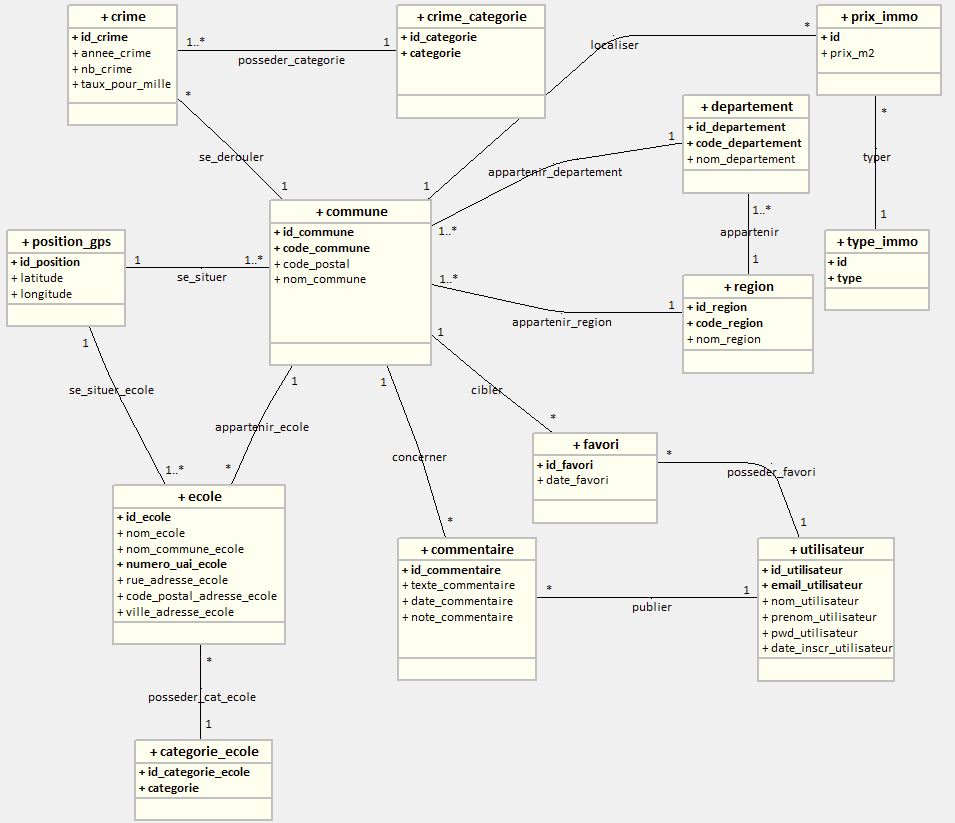 + crime
+ id_crime
+ annee_crime
+ nb_crime
+ taux_pour_mille
1..*
1
posseder_categorie
+ crime_categorie
+ id_categorie
+ categorie
localiser
*
+ prix_immo
+ id
+ prix_m2
*
se_derouler
1
1
+ departement
+ id_departement
+ code_departement
+ nom_departement
1
appartenir_departement
1..*
*
typer
1
1..*
appartenir
1
+ commune
+ id_commune
+ code_commune
+ code_postal
+ nom_commune
+ position_gps
+ id_position
+ latitude
+ longitude
1
1..*
se_situer
+ type_immo
+ id
+ type
1..*
1
appartenir_region
+ region
+ id_region
+ code_region
+ nom_region
1
se_situer_ecole
1..*
1
appartenir_ecole
*
1
concerner
*
1
cibler
*
+ favori
+ id_favori
+ date_favori
*
posseder_favori
1
+ ecole
+ id_ecole
+ nom_ecole
+ nom_commune_ecole
+ numero_uai_ecole
+ rue_adresse_ecole
+ code_postal_adresse_ecole
+ ville_adresse_ecole
+ commentaire
+ id_commentaire
+ texte_commentaire
+ date_commentaire
+ note_commentaire
*
1
publier
+ utilisateur
+ id_utilisateur
+ email_utilisateur
+ nom_utilisateur
+ prenom_utilisateur
+ pwd_utilisateur
+ date_inscr_utilisateur
*
posseder_cat_ecole
1
+ categorie_ecole
+ id_categorie_ecole
+ categorie